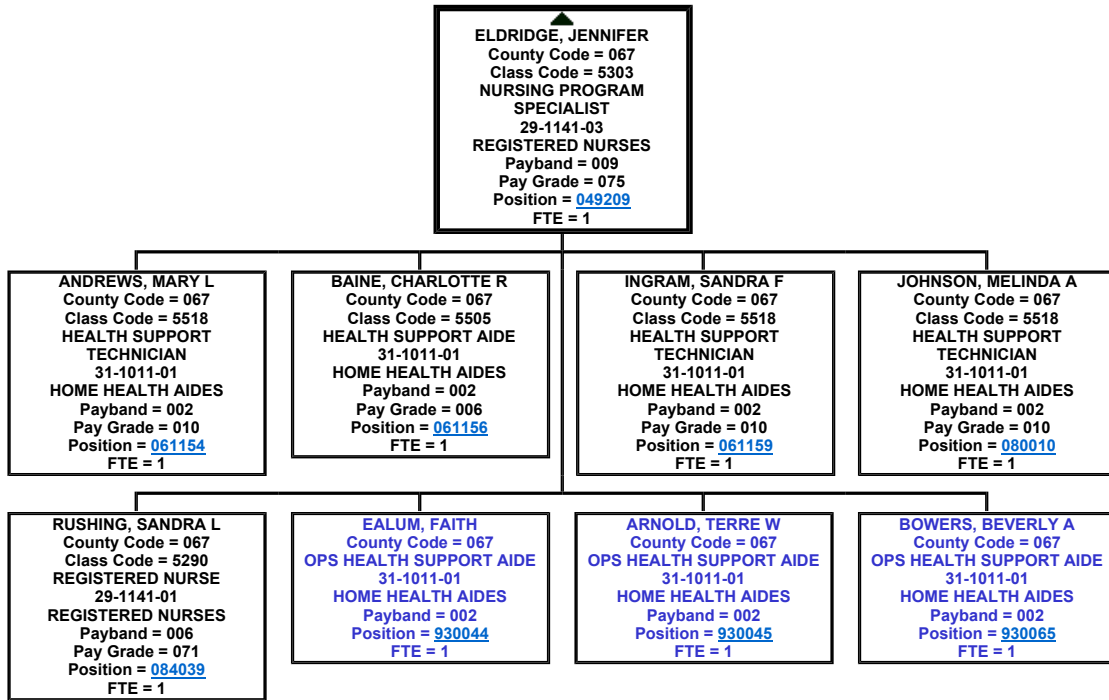 ELDRIDGE, JENNIFER
County Code = 067
Class Code = 5303
NURSING PROGRAM
SPECIALIST
29-1141-03
REGISTERED NURSES
Payband = 009
Pay Grade = 075
Position = 049209
FTE = 1
ANDREWS, MARY L
County Code = 067
Class Code = 5518
HEALTH SUPPORT
TECHNICIAN
31-1011-01
HOME HEALTH AIDES
Payband = 002
Pay Grade = 010
Position = 061154
FTE = 1
BAINE, CHARLOTTE R
County Code = 067
Class Code = 5505
HEALTH SUPPORT AIDE
31-1011-01
HOME HEALTH AIDES
Payband = 002
Pay Grade = 006
Position = 061156
FTE = 1
INGRAM, SANDRA F
County Code = 067
Class Code = 5518
HEALTH SUPPORT
TECHNICIAN
31-1011-01
HOME HEALTH AIDES
Payband = 002
Pay Grade = 010
Position = 061159
FTE = 1
JOHNSON, MELINDA A
County Code = 067
Class Code = 5518
HEALTH SUPPORT
TECHNICIAN
31-1011-01
HOME HEALTH AIDES
Payband = 002
Pay Grade = 010
Position = 080010
FTE = 1
RUSHING, SANDRA L
County Code = 067
Class Code = 5290
REGISTERED NURSE
29-1141-01
REGISTERED NURSES
Payband = 006
Pay Grade = 071
Position = 084039
FTE = 1
EALUM, FAITH
County Code = 067
OPS HEALTH SUPPORT AIDE
31-1011-01
HOME HEALTH AIDES
Payband = 002
Position = 930044
FTE = 1
ARNOLD, TERRE W
County Code = 067
OPS HEALTH SUPPORT AIDE
31-1011-01
HOME HEALTH AIDES
Payband = 002
Position = 930045
FTE = 1
BOWERS, BEVERLY A
County Code = 067
OPS HEALTH SUPPORT AIDE
31-1011-01
HOME HEALTH AIDES
Payband = 002
Position = 930065
FTE = 1